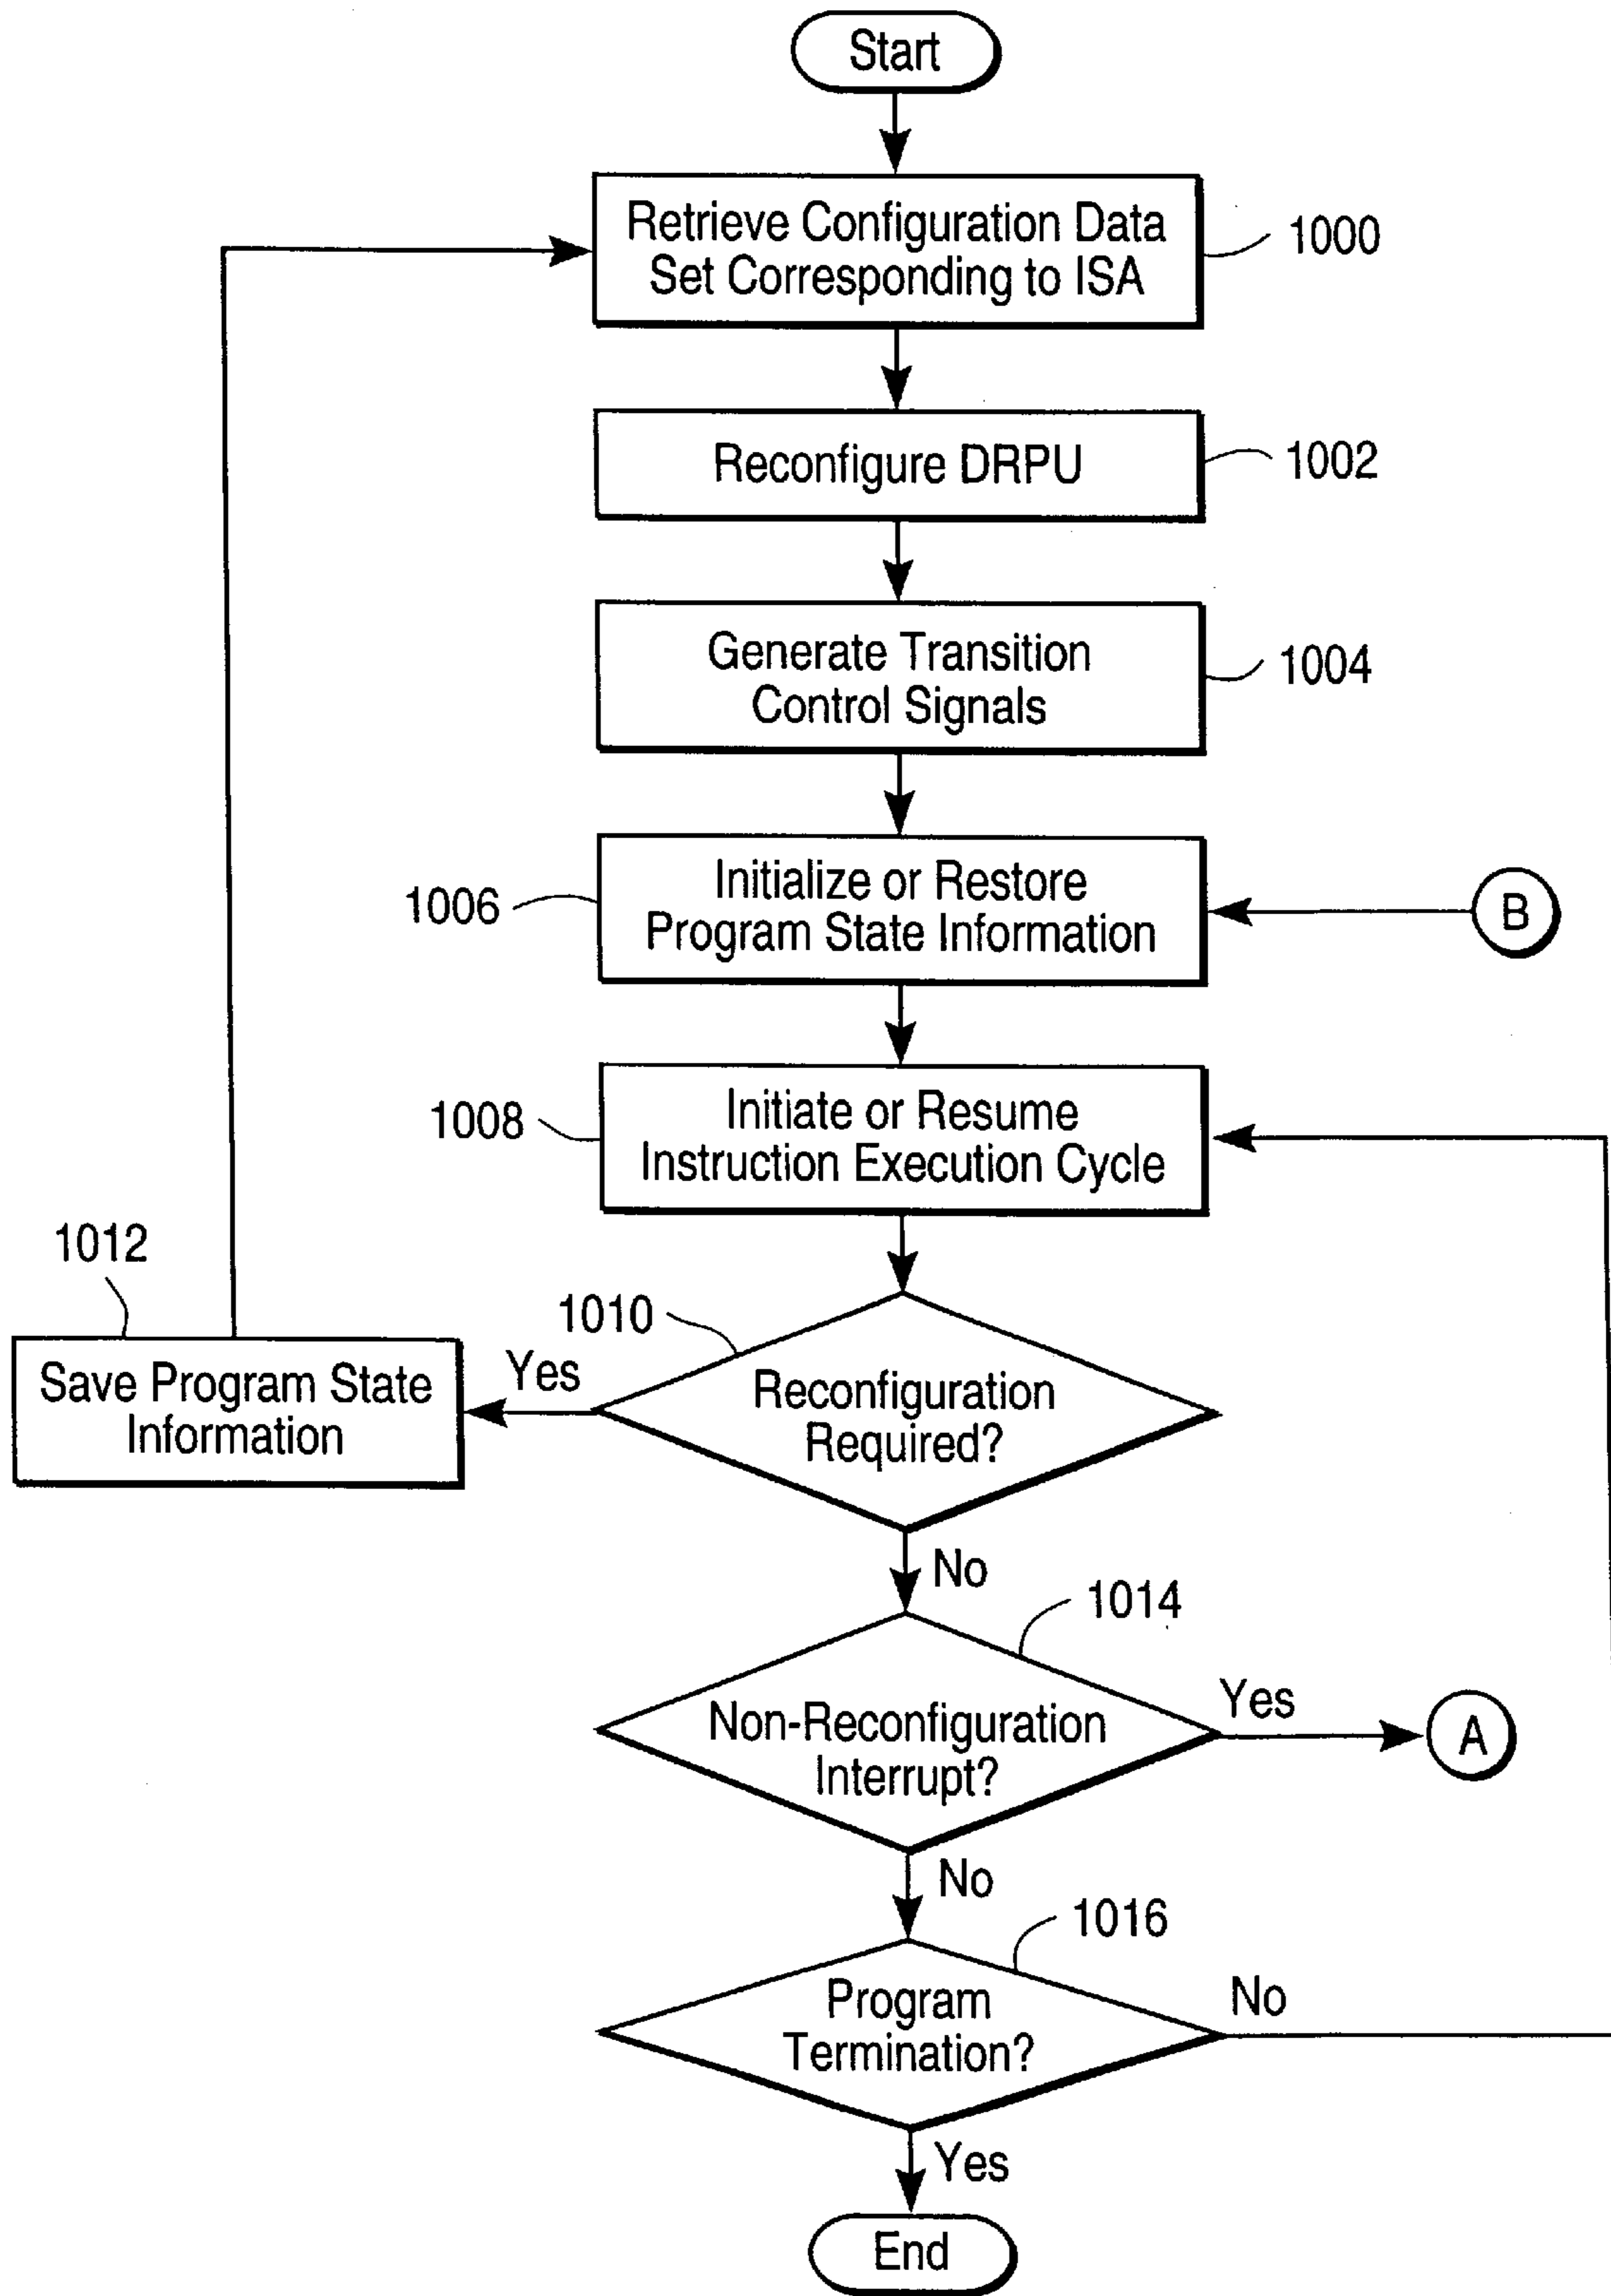 Start
Retrieve Configuration Data
Set Corresponding to ISA
1000
Reconfigure DRPU
1002
Generate Transition
Control Signals
1004
Initialize or Restore
Program State Information
1006
B
Initiate or Resume
Instruction Execution Cycle
1008
1012
Save Program State
Information
1010
Yes
Reconfiguration
Required?
No
1014
Non-Reconfiguration
Interrupt?
Yes
A
No
1016
Program
Termination?
No
Yes
End